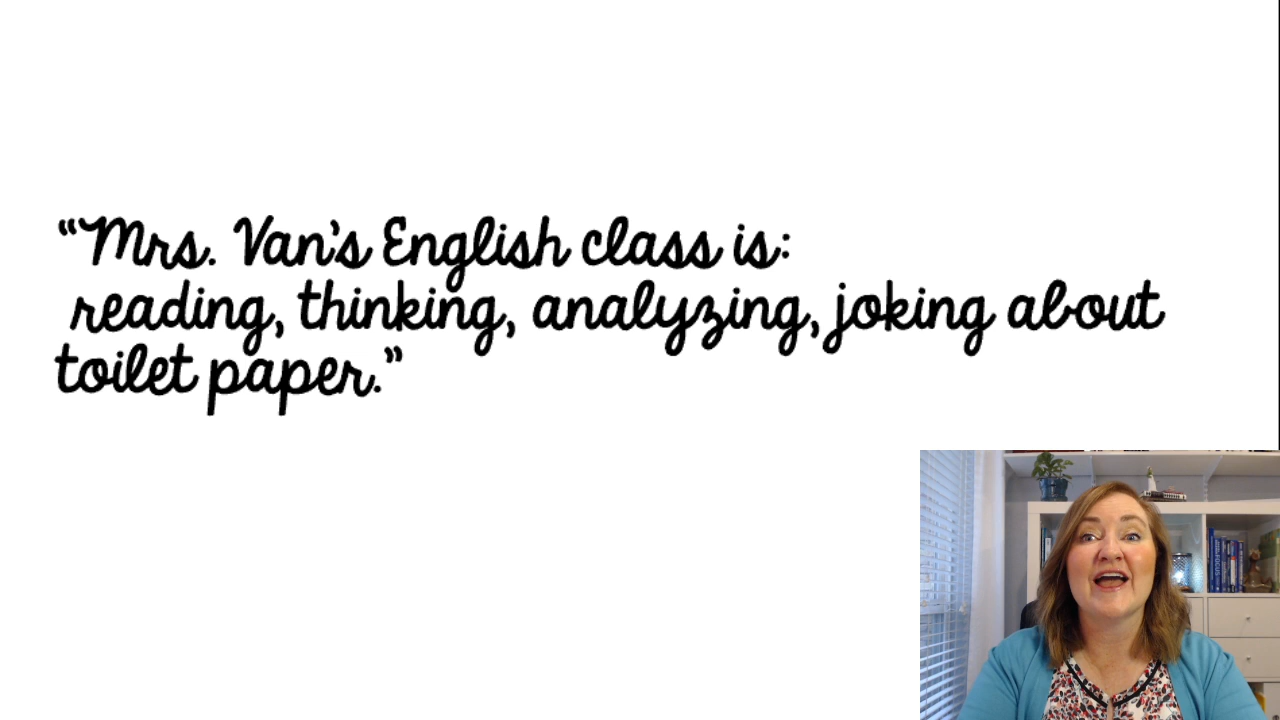 “Mrs. Van's English class is:
reading, thinking, analyzing, joking about
toilet paper.”